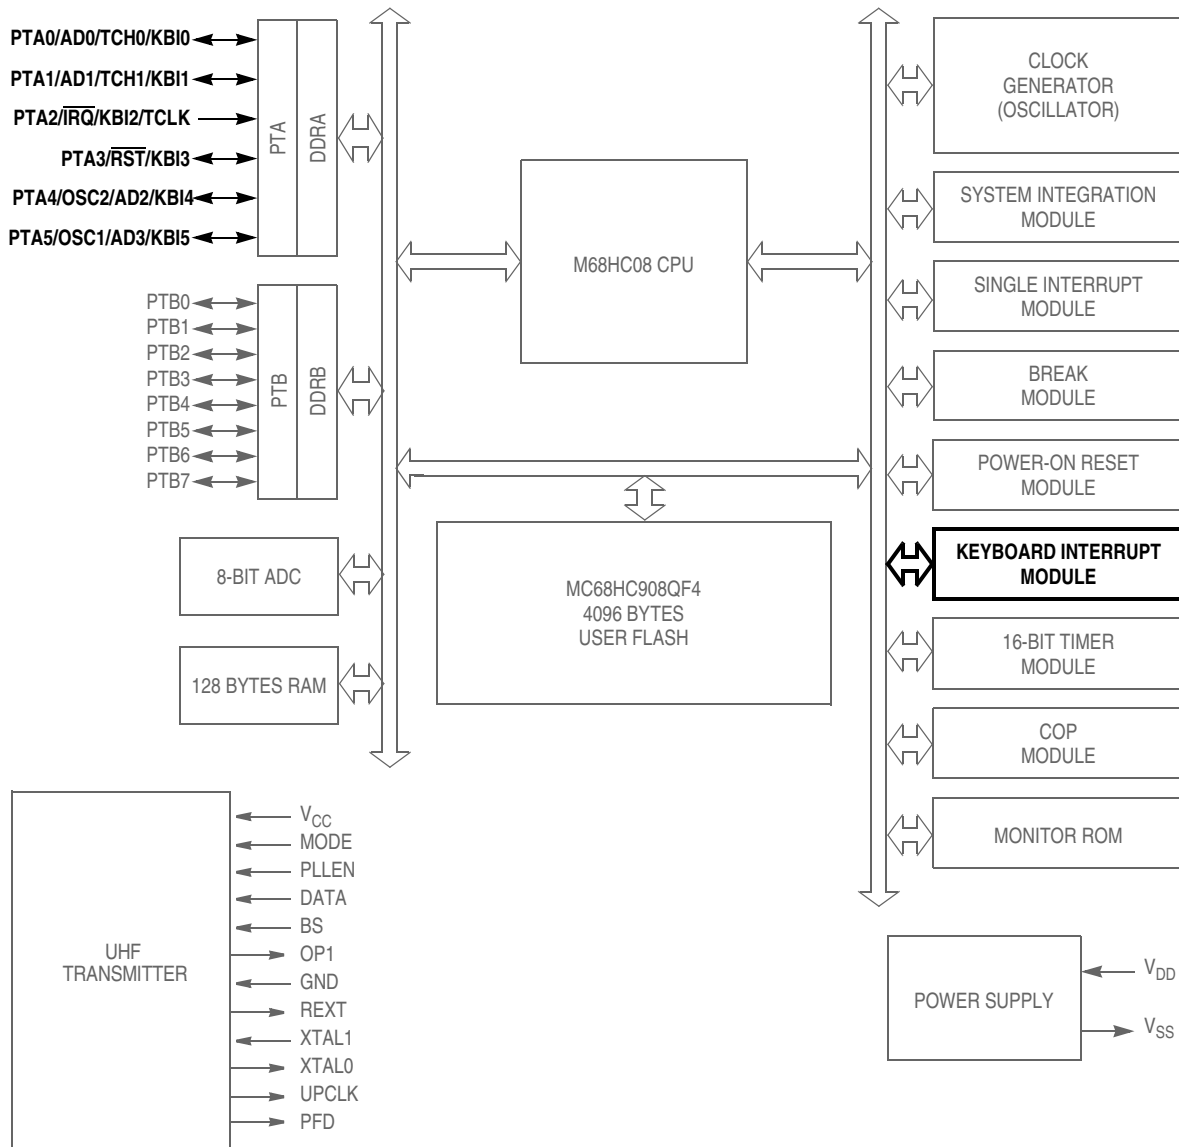 PTA0/AD0/TCH0/KBI0
PTA1/AD1/TCH1/KBI1
PTA2/I̅R̅Q̅/KBI2/TCLK
PTA3/R̅S̅T̅/KBI3
PTA4/OSC2/AD2/KBI4
PTA5/OSC1/AD3/KBI5
PTA
DDRA
PTB0
PTB1
PTB2
PTB3
PTB4
PTB5
PTB6
PTB7
PTB
DDRB
8-BIT ADC
128 BYTES RAM
M68HC08 CPU
MC68HC908QF4
4096 BYTES
USER FLASH
CLOCK
GENERATOR
(OSCILLATOR)
SYSTEM INTEGRATION
MODULE
SINGLE INTERRUPT
MODULE
BREAK
MODULE
POWER-ON RESET
MODULE
KEYBOARD INTERRUPT
MODULE
16-BIT TIMER
MODULE
COP
MODULE
MONITOR ROM
UHF
TRANSMITTER
VCC
MODE
PLLEN
DATA
BS
OP1
GND
REXT
XTAL1
XTAL0
UPCLK
PFD
POWER SUPPLY
VDD
VSS